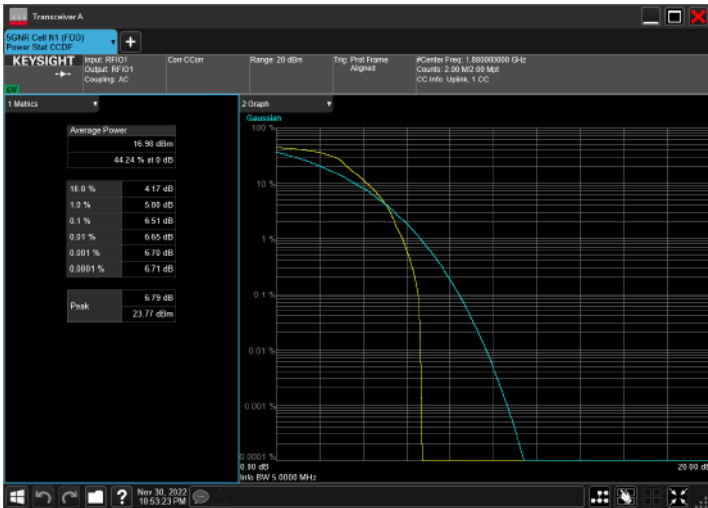 Transceiver A
5GNR Cell N1 (FDD)
Power Stat CCDF
KEYSIGHT
Input: RFIO1
Output: RFIO1
Coupling: AC
Corr CCorr
Range: 20 dBm
Trig: Prot Frame
Aligned
#Center Freq: 1.880000000 GHz
Counts: 2.00 M/2.00 Mpt
CC Info: Uplink, 1 CC
1 Metrics
Average Power
16.98 dBm
44.24 % at 0 dB
10.0 % 4.17 dB
1.0 % 5.80 dB
0.1 % 6.51 dB
0.01 % 6.65 dB
0.001 % 6.70 dB
0.0001 % 6.71 dB
Peak
6.79 dB
23.77 dBm
2 Graph
Gaussian
100 %
10 %
1 %
0.1 %
0.01 %
0.001 %
0.0001 %
0.00 dB 20.00 dB
Info BW 5.0000 MHz
?
Nov 30, 2022
10:53:23 PM